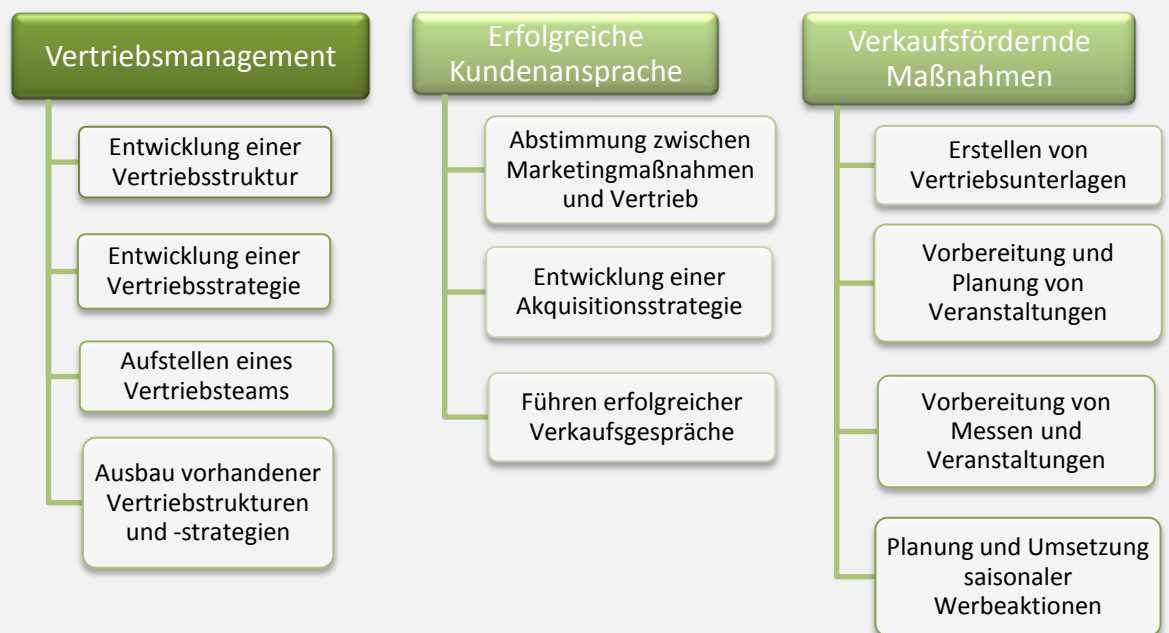 Vertriebsmanagement
Entwicklung einer
Vertriebsstruktur
Entwicklung einer
Vertriebsstrategie
Aufstellen eines
Vertriebsteams
Ausbau vorhandener
Vertriebstrukturen
und -strategien
Erfolgreiche
Kundenansprache
Abstimmung zwischen
Marketingmaßnahmen
und Vertrieb
Entwicklung einer
Akquisitionsstrategie
Führen erfolgreicher
Verkaufsgespräche
Verkaufsfördernde
Maßnahmen
Erstellen von
Vertriebsunterlagen
Vorbereitung und
Planung von
Veranstaltungen
Vorbereitung von
Messen und
Veranstaltungen
Planung und Umsetzung
saisonaler
Werbeaktionen